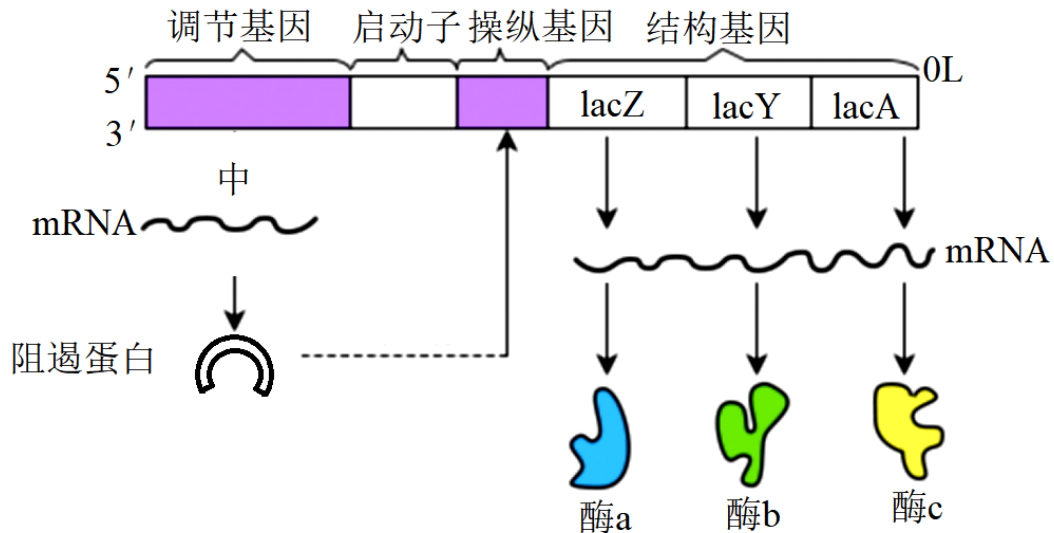 调节基因 启动子 操纵基因 结构基因
5′ lacZ lacY lacA 0L
3′
中
mRNA
mRNA
阻遏蛋白
酶a 酶b 酶c